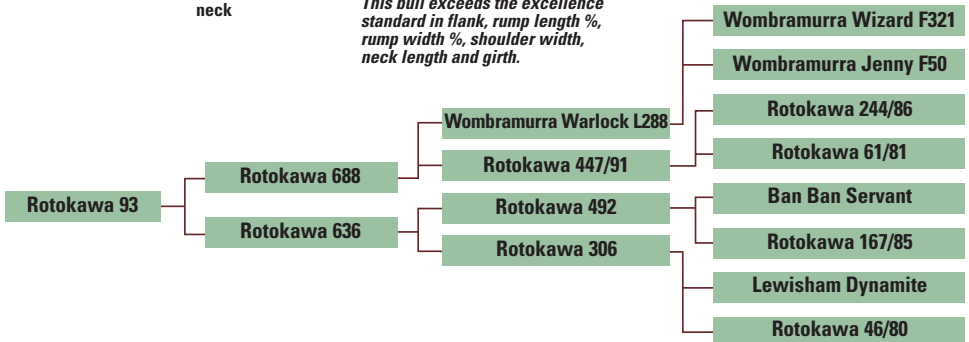 neck
This bull exceeds the excellence
standard in flank, rump length %,
rump width %, shoulder width,
neck length and girth.
Wombramurra Wizard F321
Wombramurra Jenny F50
Wombramurra Warlock L288
Rotokawa 244/86
Rotokawa 447/91
Rotokawa 61/81
Rotokawa 688
Rotokawa 93
Rotokawa 636
Rotokawa 492
Ban Ban Servant
Rotokawa 306
Rotokawa 167/85
Lewisham Dynamite
Rotokawa 46/80